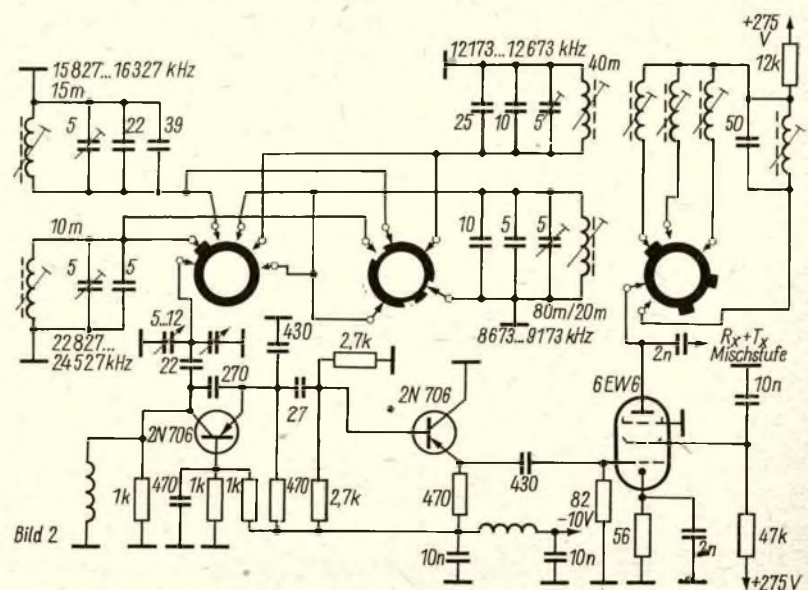 15827...16327 kHz
15m
5
22
39
12173...12673 kHz
40m
25
10
5
+275
V
12k
50
10m
5
5
22827...
24527kHz
10
5
5
80m/20m
8673...9173 kHz
5...12
22
270
430
27
2,7k
2n
Rx+Tx
Mischstufe
10n
6EW6
2N 706
2N 706
1k
470
1k
1k
470
2,7k
470
430
82
56
2n
47k
-10V
10n
10n
+275V
Bild 2